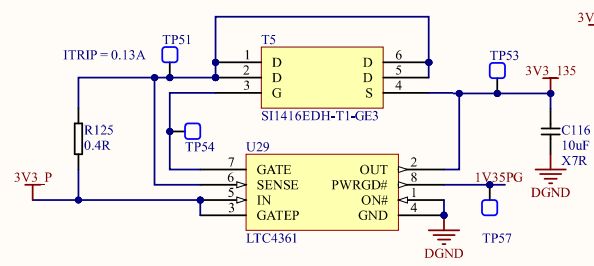 3V
TP51
T5
TP53
ITRIP = 0.13A
1 D D 6
2 D D 5
3 G S 4
3V3_135
SI1416EDH-T1-GE3
R125
0.4R
TP54
U29
C116
10uF
X7R
DGND
7 GATE OUT 2
6 SENSE PWRGD# 8
5 IN ON# 1
3 GATEP GND 4
3V3_P
1V35PG
LTC4361
DGND
TP57